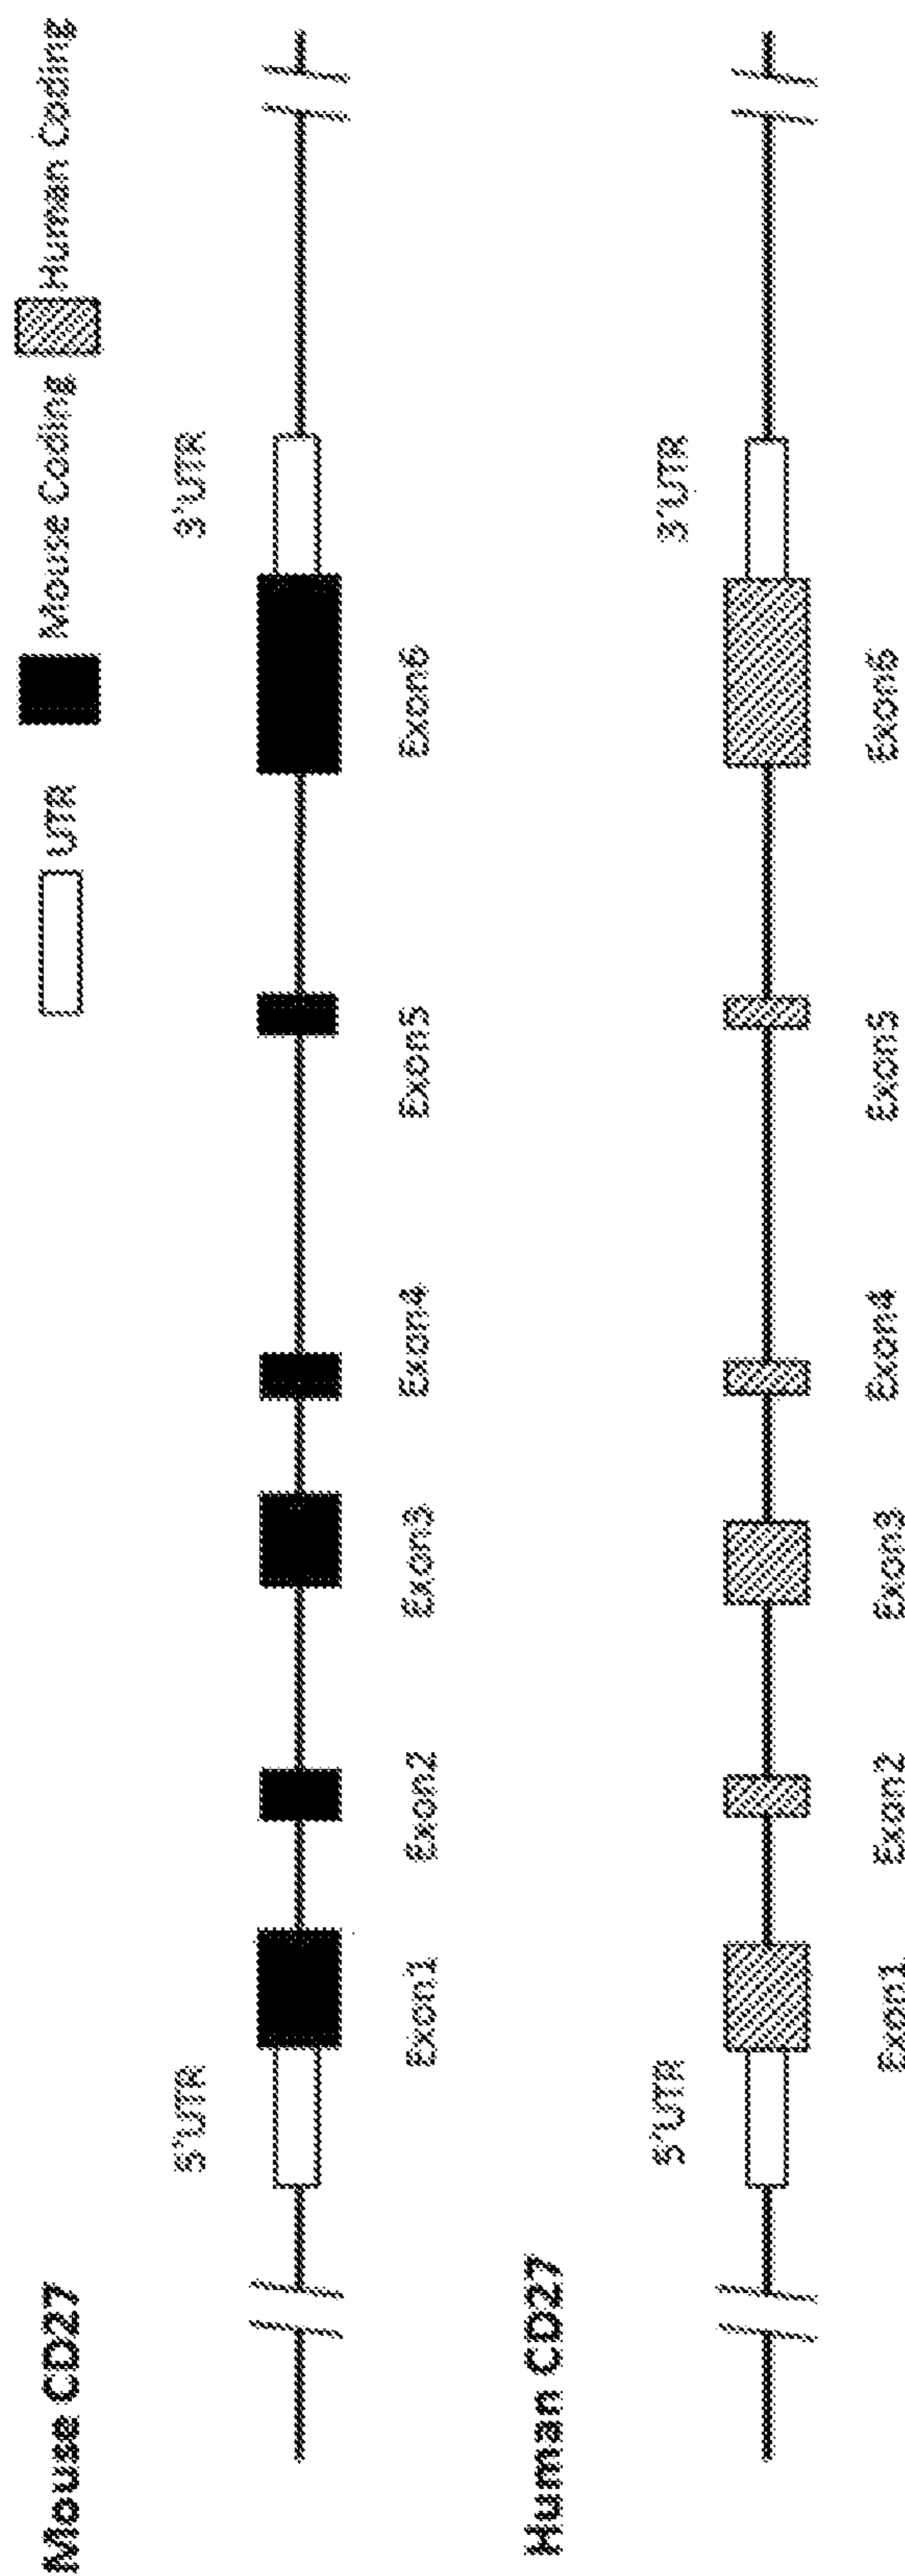 UTR Mouse Coding Human Coding
Mouse CD27
5'UTR 3'UTR
Exon1 Exon2 Exon3 Exon4 Exon5 Exon6
Human CD27
5'UTR 3'UTR
Exon1 Exon2 Exon3 Exon4 Exon5 Exon6